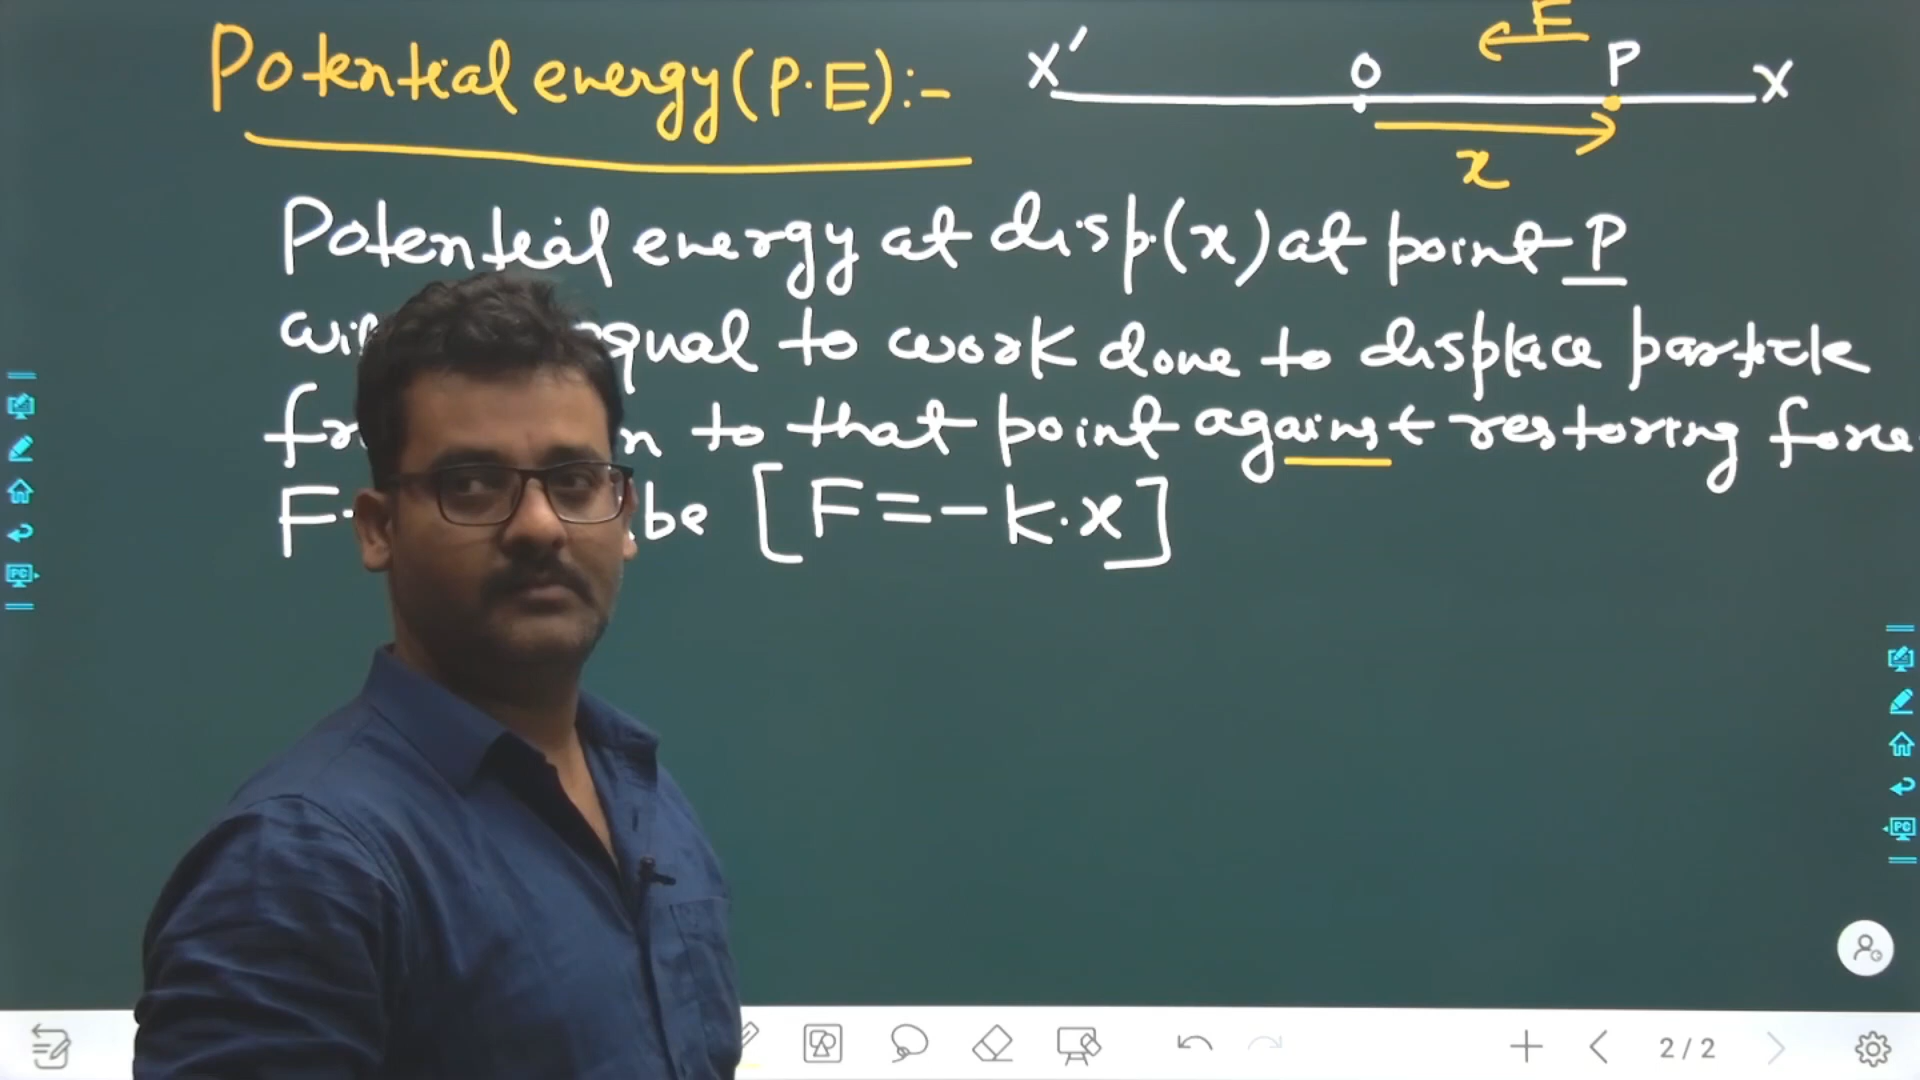 Potential energy (P.E):-
X' O F P X
x
Potential energy at disp.(x) at point P
to work done to displace particle
to that point against restoring force
be [F=-k.x]
2/2